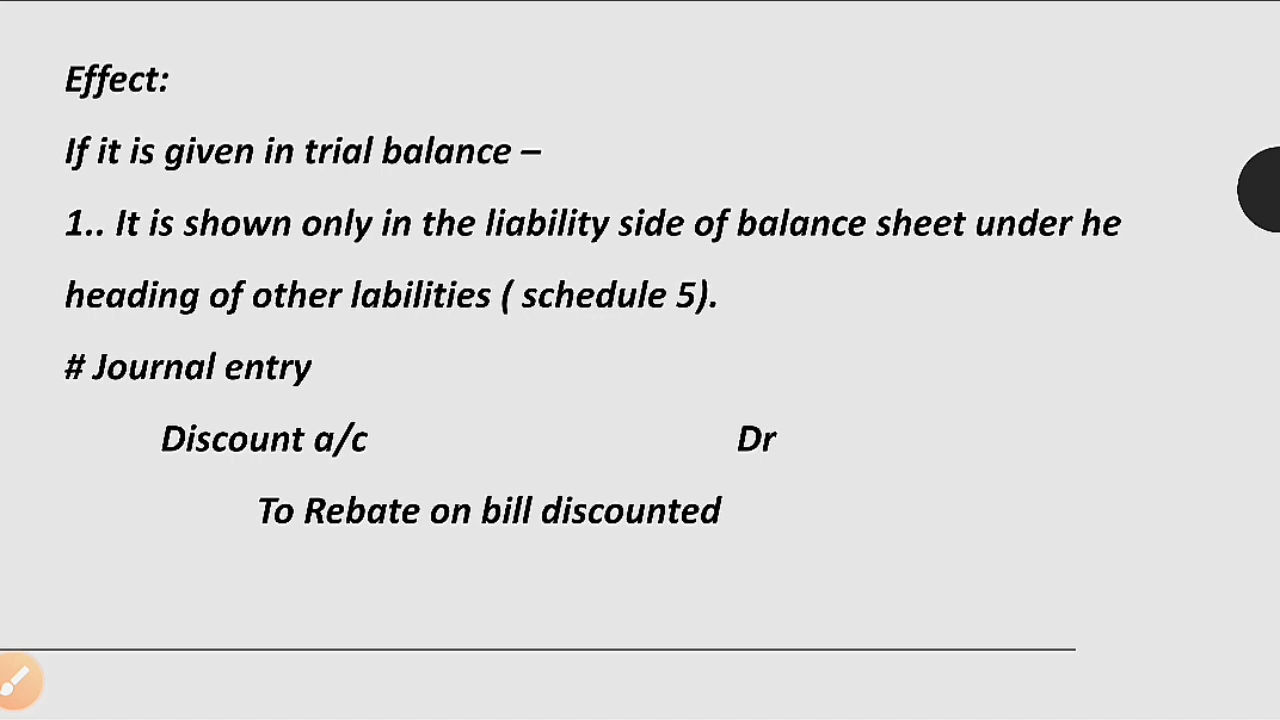 Effect:
If it is given in trial balance –
1.. It is shown only in the liability side of balance sheet under he
heading of other labilities ( schedule 5).
# Journal entry
Discount a/c Dr
To Rebate on bill discounted